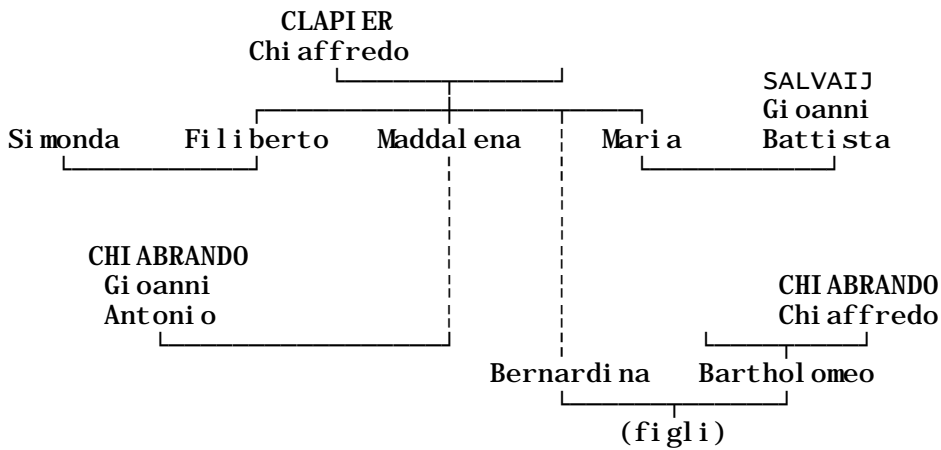 CLAPIER
Chiaffredo
SALVAIJ
Gioanni
Simonda Filiberto Maddalena Maria Battista
CHIABRANDO
Gioanni CHIABRANDO
Antonio Chiaffredo
Bernardina Bartholomeo
(figli)